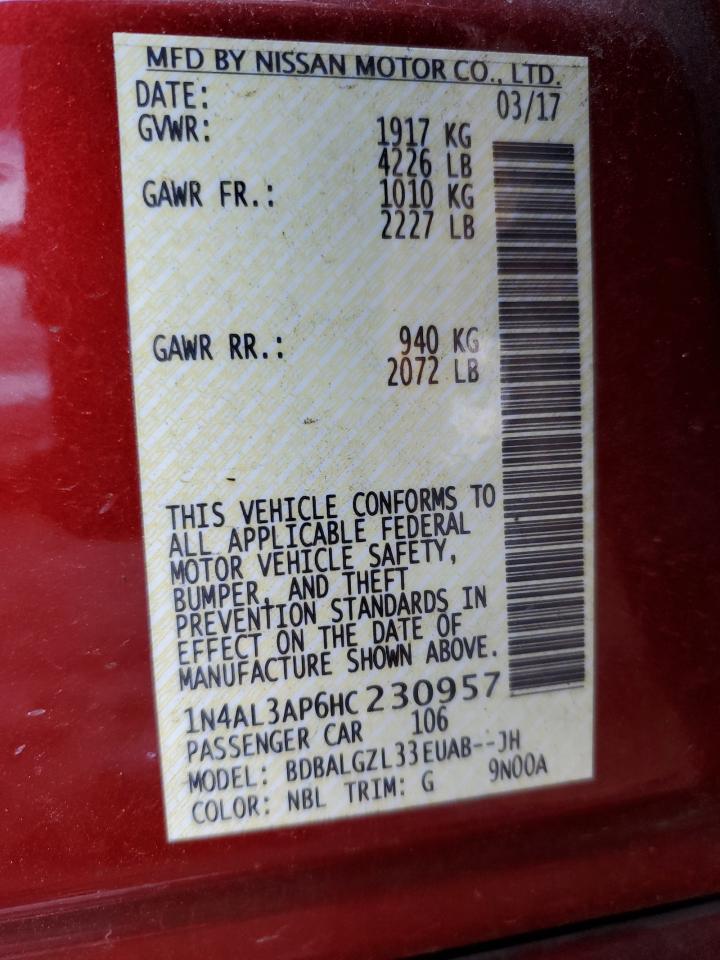 MFD BY NISSAN MOTOR CO., LTD.
DATE: 03/17
GVWR: 1917 KG
4226 LB
GAWR FR.: 1010 KG
2227 LB
GAWR RR.: 940 KG
2072 LB
THIS VEHICLE CONFORMS TO
ALL APPLICABLE FEDERAL
MOTOR VEHICLE SAFETY,
BUMPER, AND THEFT
PREVENTION STANDARDS IN
EFFECT ON THE DATE OF
MANUFACTURE SHOWN ABOVE.
1N4AL3AP6HC230957
PASSENGER CAR 106
MODEL: BDBALGZL33EUAB--JH
COLOR: NBL TRIM: G 9N00A